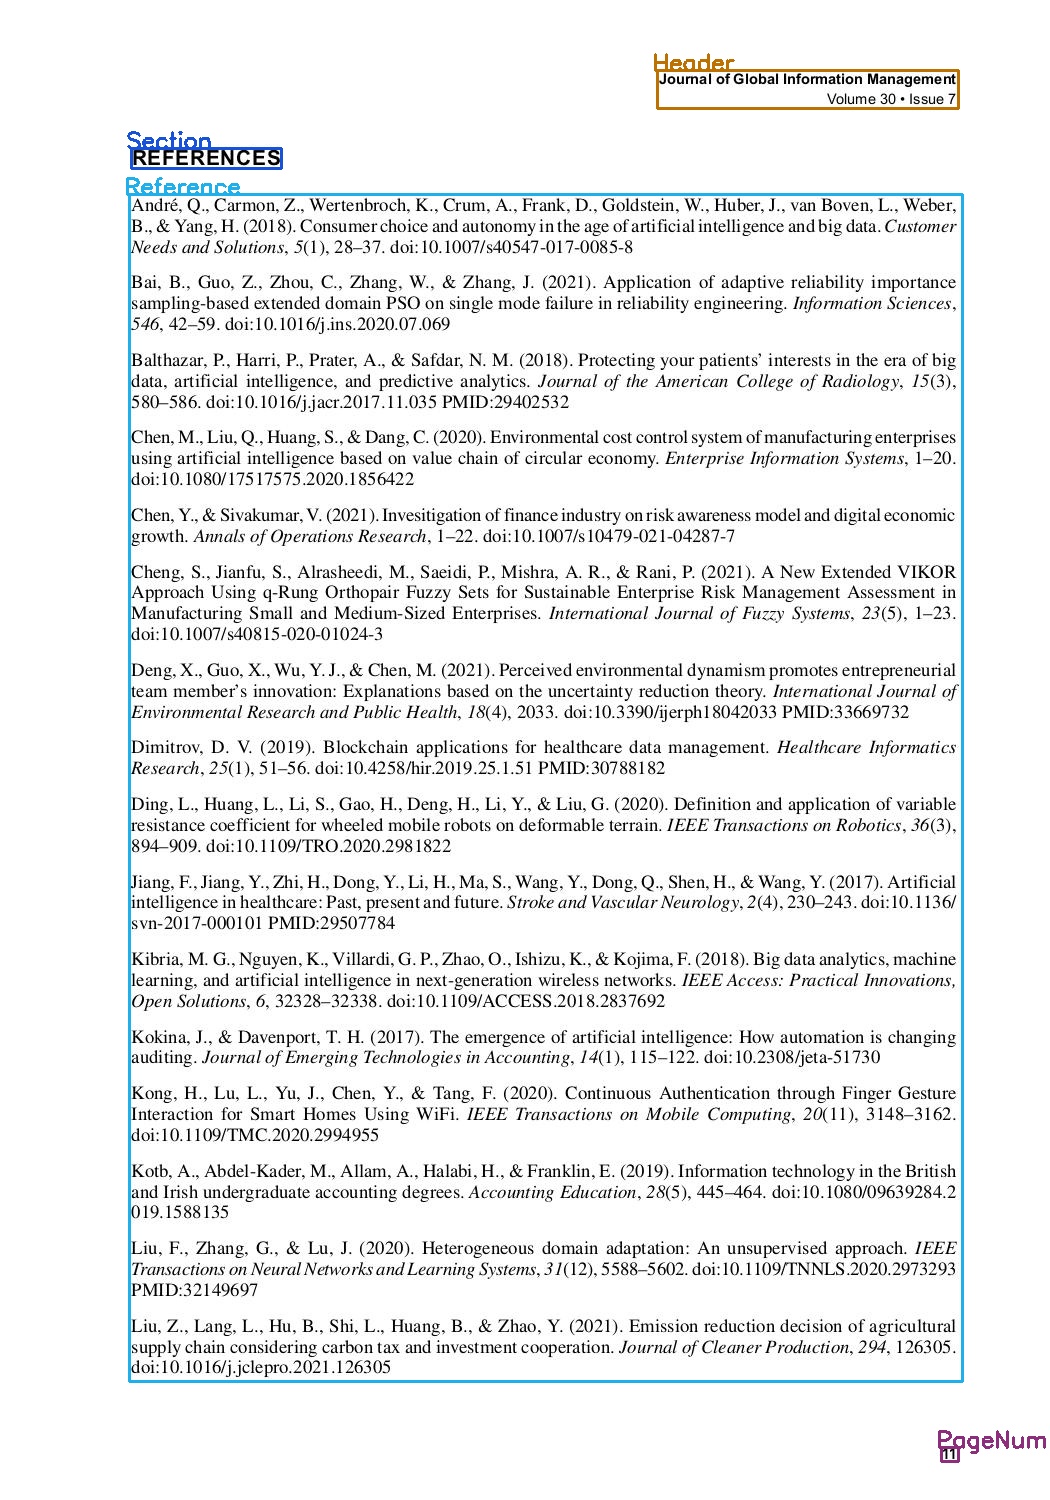 Header
Journal of Global Information Management
Volume 30 • Issue 7
Section
REFERENCES
Reference
André, Q., Carmon, Z., Wertenbroch, K., Crum, A., Frank, D., Goldstein, W., Huber, J., van Boven, L., Weber,
B., & Yang, H. (2018). Consumer choice and autonomy in the age of artificial intelligence and big data. Customer
Needs and Solutions, 5(1), 28–37. doi:10.1007/s40547-017-0085-8
Bai, B., Guo, Z., Zhou, C., Zhang, W., & Zhang, J. (2021). Application of adaptive reliability importance
sampling-based extended domain PSO on single mode failure in reliability engineering. Information Sciences,
546, 42–59. doi:10.1016/j.ins.2020.07.069
Balthazar, P., Harri, P., Prater, A., & Safdar, N. M. (2018). Protecting your patients’ interests in the era of big
data, artificial intelligence, and predictive analytics. Journal of the American College of Radiology, 15(3),
580–586. doi:10.1016/j.jacr.2017.11.035 PMID:29402532
Chen, M., Liu, Q., Huang, S., & Dang, C. (2020). Environmental cost control system of manufacturing enterprises
using artificial intelligence based on value chain of circular economy. Enterprise Information Systems, 1–20.
doi:10.1080/17517575.2020.1856422
Chen, Y., & Sivakumar, V. (2021). Invesitigation of finance industry on risk awareness model and digital economic
growth. Annals of Operations Research, 1–22. doi:10.1007/s10479-021-04287-7
Cheng, S., Jianfu, S., Alrasheedi, M., Saeidi, P., Mishra, A. R., & Rani, P. (2021). A New Extended VIKOR
Approach Using q-Rung Orthopair Fuzzy Sets for Sustainable Enterprise Risk Management Assessment in
Manufacturing Small and Medium-Sized Enterprises. International Journal of Fuzzy Systems, 23(5), 1–23.
doi:10.1007/s40815-020-01024-3
Deng, X., Guo, X., Wu, Y. J., & Chen, M. (2021). Perceived environmental dynamism promotes entrepreneurial
team member’s innovation: Explanations based on the uncertainty reduction theory. International Journal of
Environmental Research and Public Health, 18(4), 2033. doi:10.3390/ijerph18042033 PMID:33669732
Dimitrov, D. V. (2019). Blockchain applications for healthcare data management. Healthcare Informatics
Research, 25(1), 51–56. doi:10.4258/hir.2019.25.1.51 PMID:30788182
Ding, L., Huang, L., Li, S., Gao, H., Deng, H., Li, Y., & Liu, G. (2020). Definition and application of variable
resistance coefficient for wheeled mobile robots on deformable terrain. IEEE Transactions on Robotics, 36(3),
894–909. doi:10.1109/TRO.2020.2981822
Jiang, F., Jiang, Y., Zhi, H., Dong, Y., Li, H., Ma, S., Wang, Y., Dong, Q., Shen, H., & Wang, Y. (2017). Artificial
intelligence in healthcare: Past, present and future. Stroke and Vascular Neurology, 2(4), 230–243. doi:10.1136/
svn-2017-000101 PMID:29507784
Kibria, M. G., Nguyen, K., Villardi, G. P., Zhao, O., Ishizu, K., & Kojima, F. (2018). Big data analytics, machine
learning, and artificial intelligence in next-generation wireless networks. IEEE Access: Practical Innovations,
Open Solutions, 6, 32328–32338. doi:10.1109/ACCESS.2018.2837692
Kokina, J., & Davenport, T. H. (2017). The emergence of artificial intelligence: How automation is changing
auditing. Journal of Emerging Technologies in Accounting, 14(1), 115–122. doi:10.2308/jeta-51730
Kong, H., Lu, L., Yu, J., Chen, Y., & Tang, F. (2020). Continuous Authentication through Finger Gesture
Interaction for Smart Homes Using WiFi. IEEE Transactions on Mobile Computing, 20(11), 3148–3162.
doi:10.1109/TMC.2020.2994955
Kotb, A., Abdel-Kader, M., Allam, A., Halabi, H., & Franklin, E. (2019). Information technology in the British
and Irish undergraduate accounting degrees. Accounting Education, 28(5), 445–464. doi:10.1080/09639284.2
019.1588135
Liu, F., Zhang, G., & Lu, J. (2020). Heterogeneous domain adaptation: An unsupervised approach. IEEE
Transactions on Neural Networks and Learning Systems, 31(12), 5588–5602. doi:10.1109/TNNLS.2020.2973293
PMID:32149697
Liu, Z., Lang, L., Hu, B., Shi, L., Huang, B., & Zhao, Y. (2021). Emission reduction decision of agricultural
supply chain considering carbon tax and investment cooperation. Journal of Cleaner Production, 294, 126305.
doi:10.1016/j.jclepro.2021.126305
PageNum
11